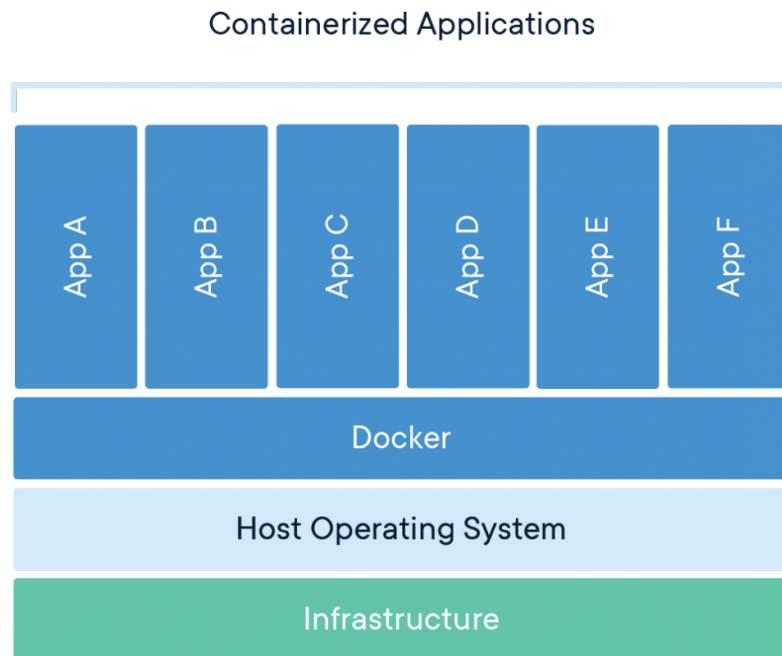 Containerized Applications
App A
App B
App C
App D
App E
App F
Docker
Host Operating System
Infrastructure